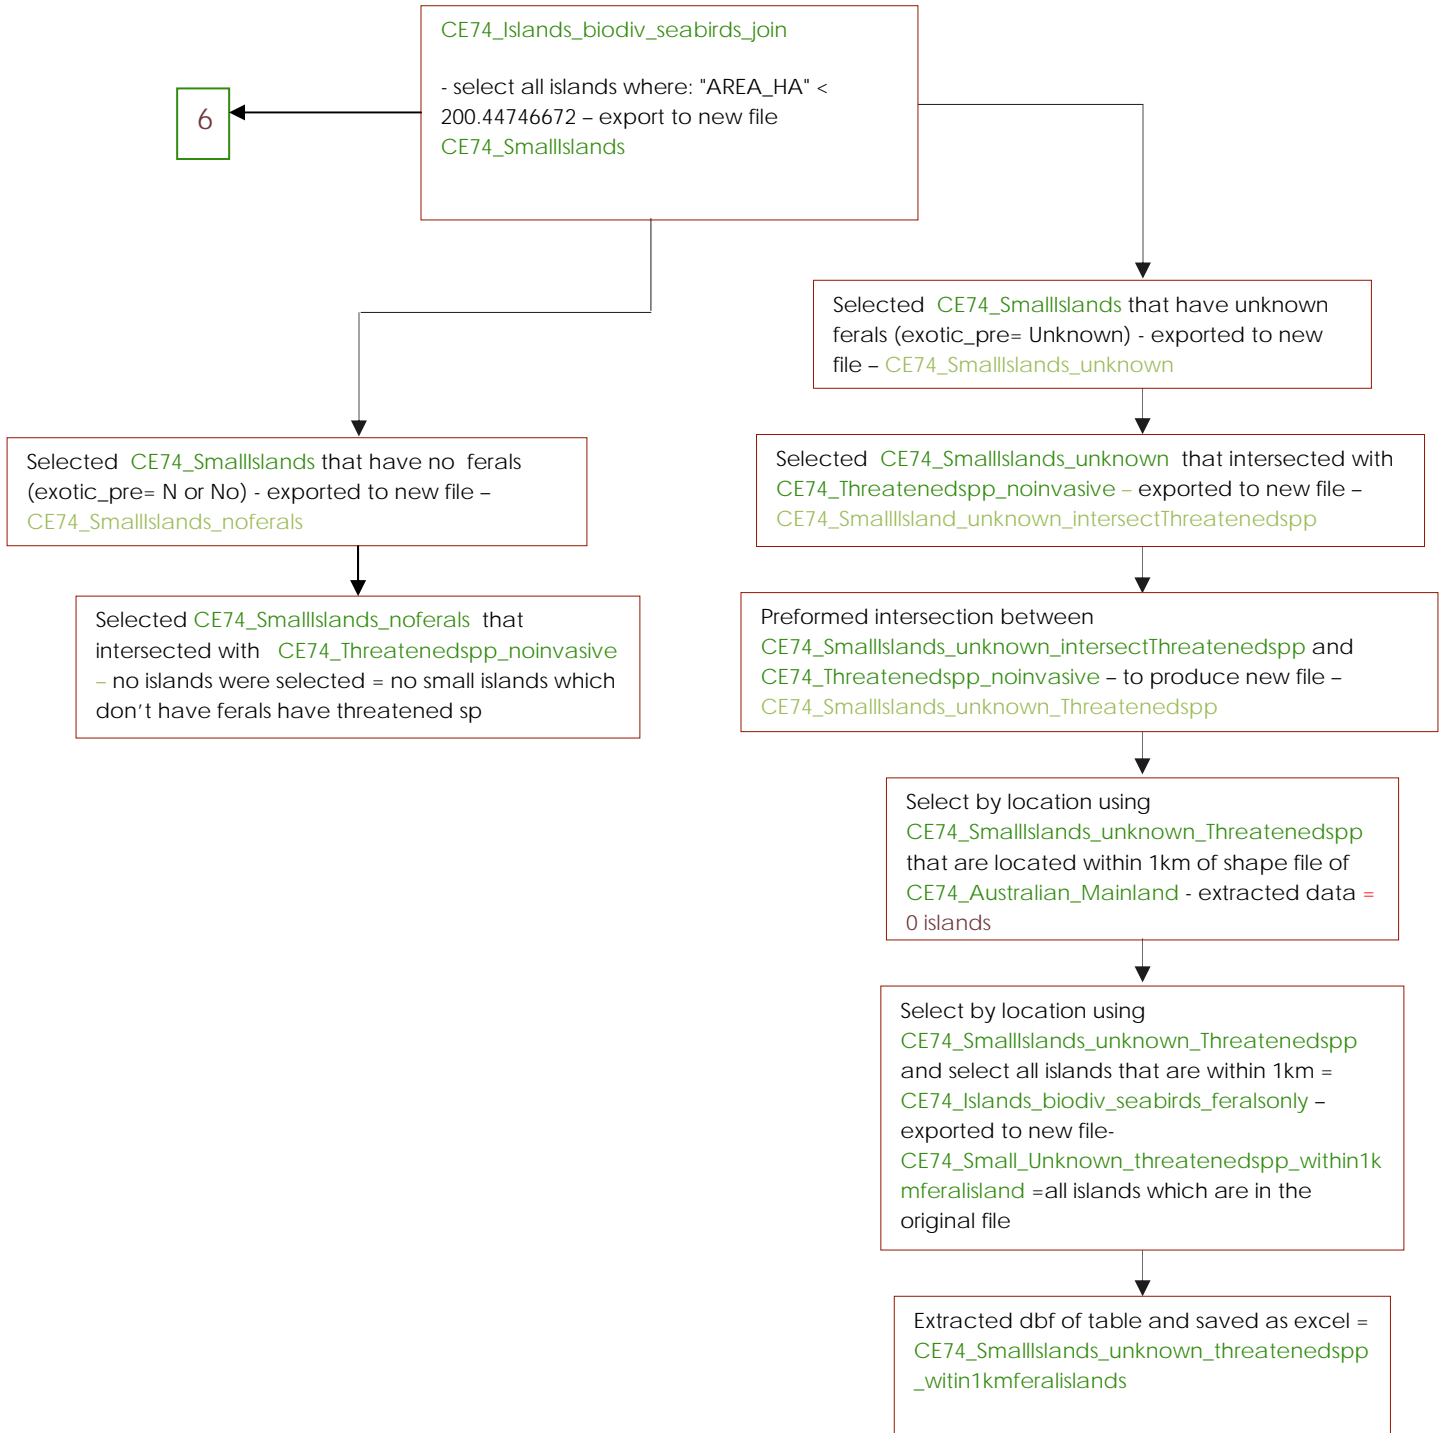 CE74_Islands_biodiv_seabirds_join
- select all islands where: "AREA_HA" <
200.44746672 – export to new file
CE74_SmallIslands
6
Selected CE74_SmallIslands that have unknown
ferals (exotic_pre= Unknown) - exported to new
file – CE74_SmallIslands_unknown
Selected CE74_SmallIslands that have no ferals
(exotic_pre= N or No) - exported to new file –
CE74_SmallIslands_noferals
Selected CE74_SmallIslands_unknown that intersected with
CE74_Threatenedspp_noinvasive – exported to new file –
CE74_SmallIsland_unknown_intersectThreatenedspp
Selected CE74_SmallIslands_noferals that
intersected with CE74_Threatenedspp_noinvasive
– no islands were selected = no small islands which
don't have ferals have threatened sp
Preformed intersection between
CE74_SmallIslands_unknown_intersectThreatenedspp and
CE74_Threatenedspp_noinvasive – to produce new file –
CE74_SmallIslands_unknown_Threatenedspp
Select by location using
CE74_SmallIslands_unknown_Threatenedspp
that are located within 1km of shape file of
CE74_Australian_Mainland - extracted data =
0 islands
Select by location using
CE74_SmallIslands_unknown_Threatenedspp
and select all islands that are within 1km =
CE74_Islands_biodiv_seabirds_feralsonly –
exported to new file-
CE74_Small_Unknown_threatenedspp_within1k
mferalisland =all islands which are in the
original file
Extracted dbf of table and saved as excel =
CE74_SmallIslands_unknown_threatenedspp
_witin1kmferalislands